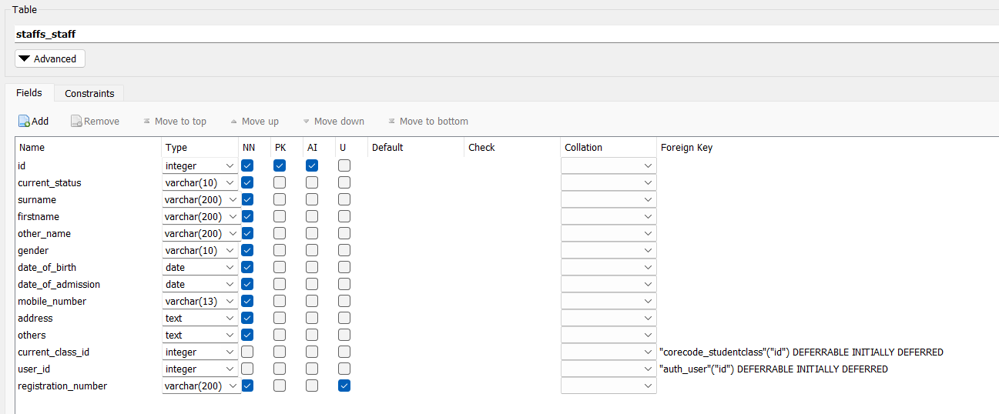 Table
staffs_staff
Advanced
Fields Constraints
Add Remove Move to top Move up Move down Move to bottom
Name Type NN PK AI U Default Check Collation Foreign Key
id integer
current_status varchar(10)
surname varchar(200)
firstname varchar(200)
other_name varchar(200)
gender varchar(10)
date_of_birth date
date_of_admission date
mobile_number varchar(13)
address text
others text
current_class_id integer "corecode_studentclass"("id") DEFERRABLE INITIALLY DEFERRED
user_id integer "auth_user"("id") DEFERRABLE INITIALLY DEFERRED
registration_number varchar(200)